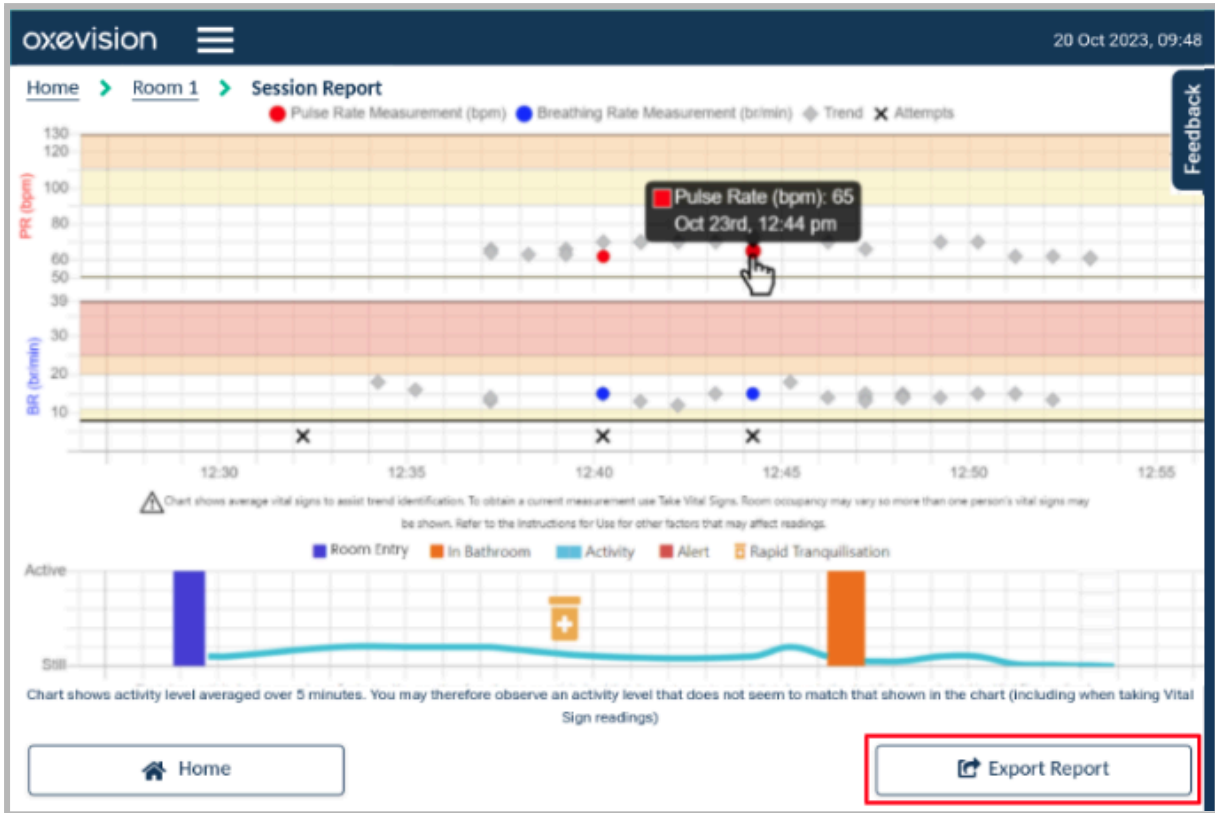 oxevision
20 Oct 2023, 09:48
Home > Room 1 > Session Report
Feedback
Pulse Rate Measurement (bpm) Breathing Rate Measurement (br/min) Trend Attempts
PR (bpm)
130
120
100
80
60
50
Pulse Rate (bpm): 65
Oct 23rd, 12:44 pm
BR (br/min)
39
30
20
10
12:30 12:35 12:40 12:45 12:50 12:55
Chart shows average vital signs to assist trend identification. To obtain a current measurement use Take Vital Signs. Room occupancy may vary so more than one person's vital signs may
be shown. Refer to the Instructions for Use for other factors that may affect readings.
Room Entry In Bathroom Activity Alert Rapid Tranquilisation
Active
Still
Chart shows activity level averaged over 5 minutes. You may therefore observe an activity level that does not seem to match that shown in the chart (including when taking Vital
Sign readings)
Home
Export Report